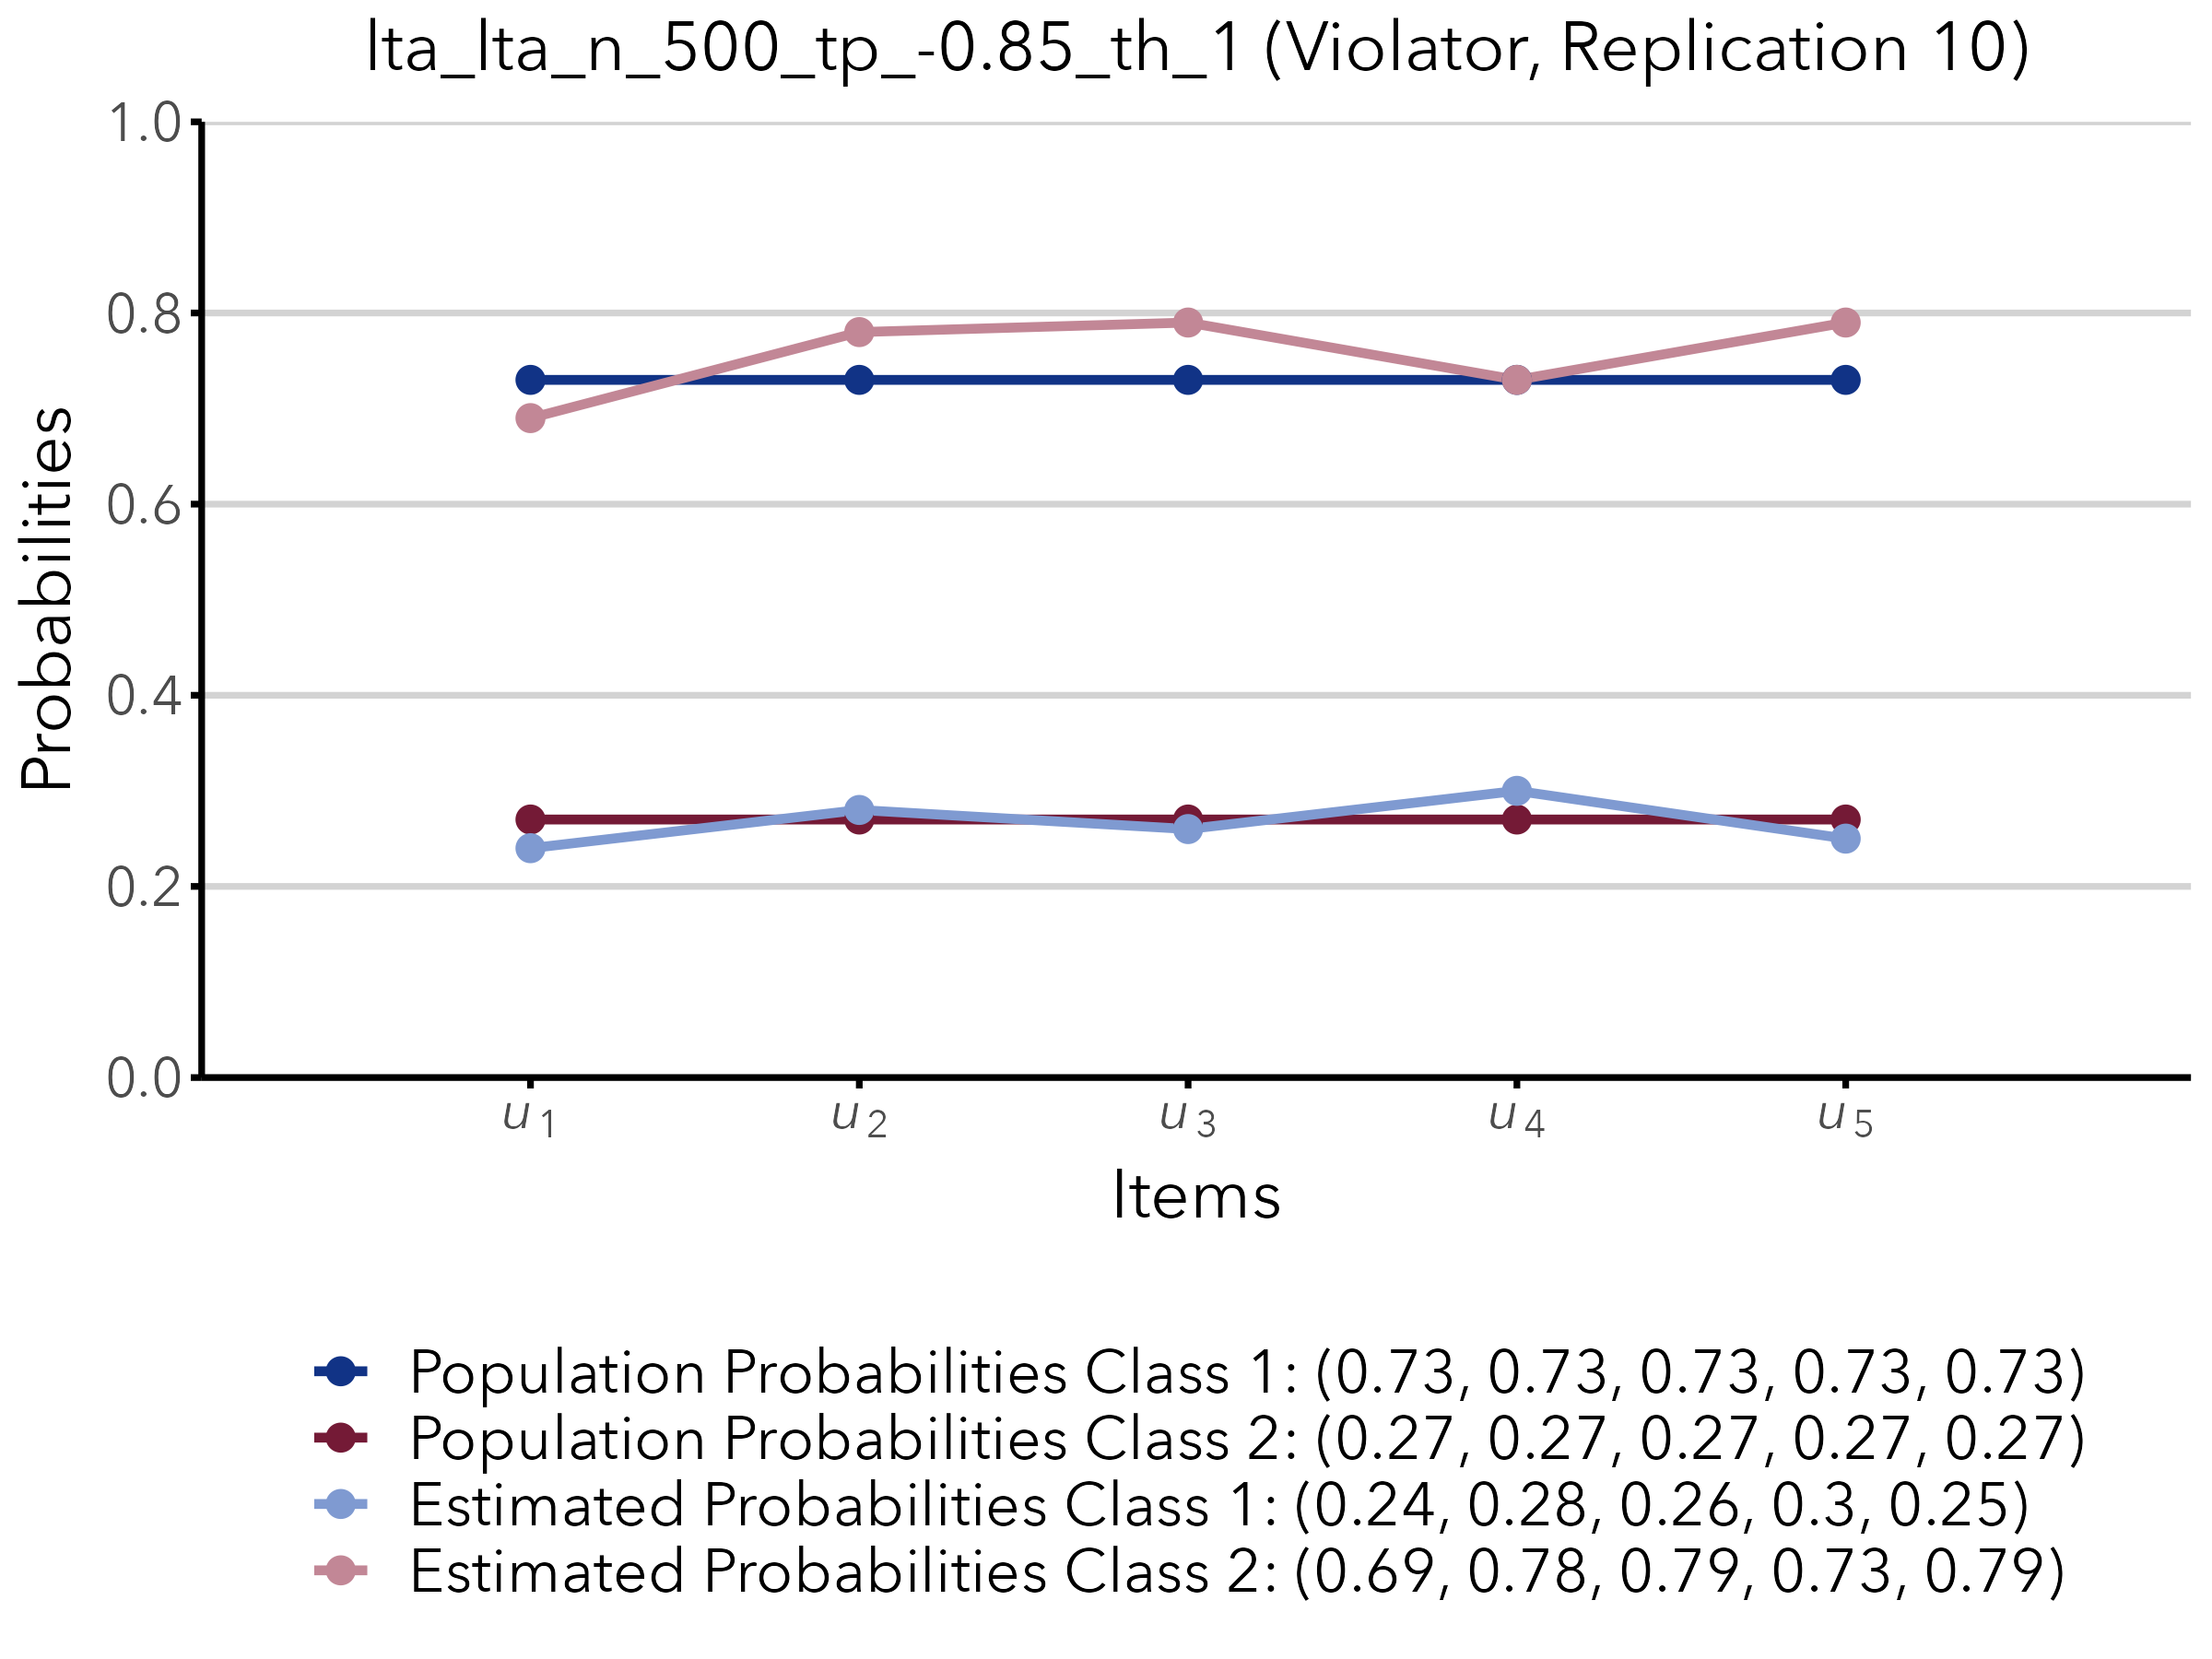 lta_lta_n_500_tp_-0.85_th_1 (Violator, Replication 10)
Probabilities
1.0
0.8
0.6
0.4
0.2
0.0
u1 u2 u3 u4 u5
Items
Population Probabilities Class 1: (0.73, 0.73, 0.73, 0.73, 0.73)
Population Probabilities Class 2: (0.27, 0.27, 0.27, 0.27, 0.27)
Estimated Probabilities Class 1: (0.24, 0.28, 0.26, 0.3, 0.25)
Estimated Probabilities Class 2: (0.69, 0.78, 0.79, 0.73, 0.79)